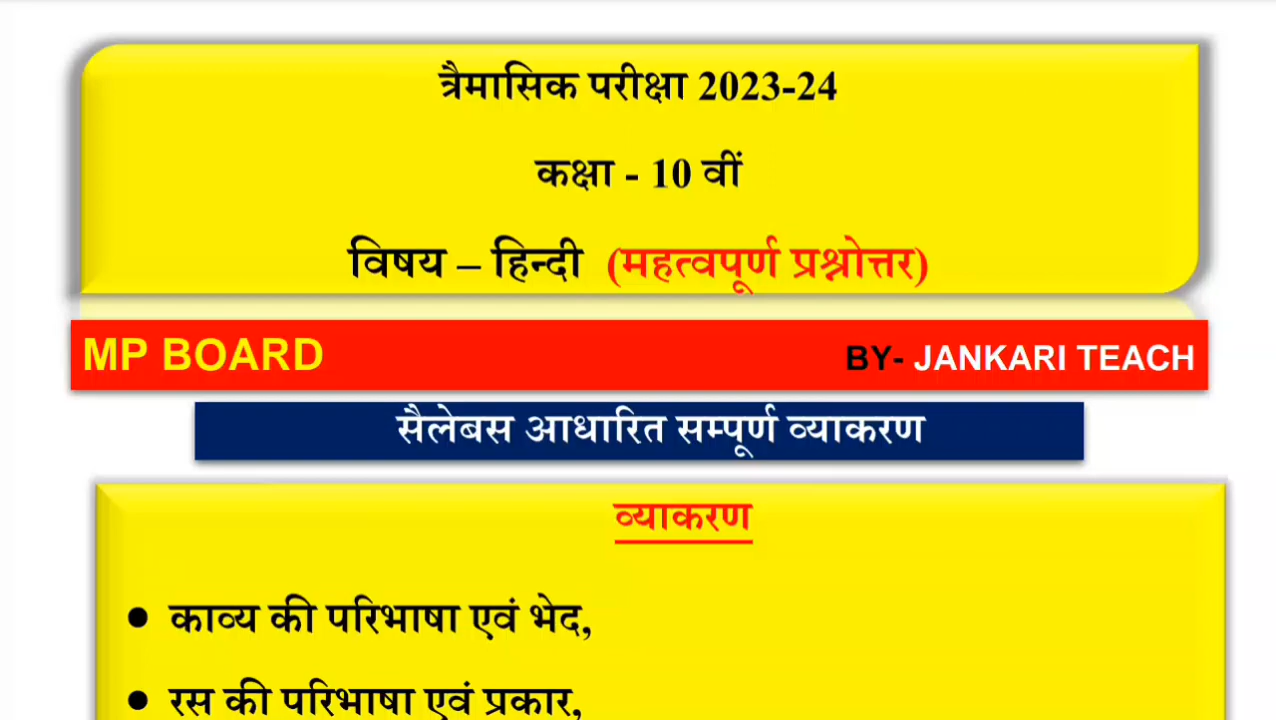 त्रैमासिक परीक्षा 2023-24
कक्षा - 10 वीं
विषय – हिन्दी (महत्वपूर्ण प्रश्नोत्तर)
MP BOARD BY- JANKARI TEACH
सैलेबस आधारित सम्पूर्ण व्याकरण
व्याकरण
• काव्य की परिभाषा एवं भेद,
• रस की परिभाषा एवं प्रकार,